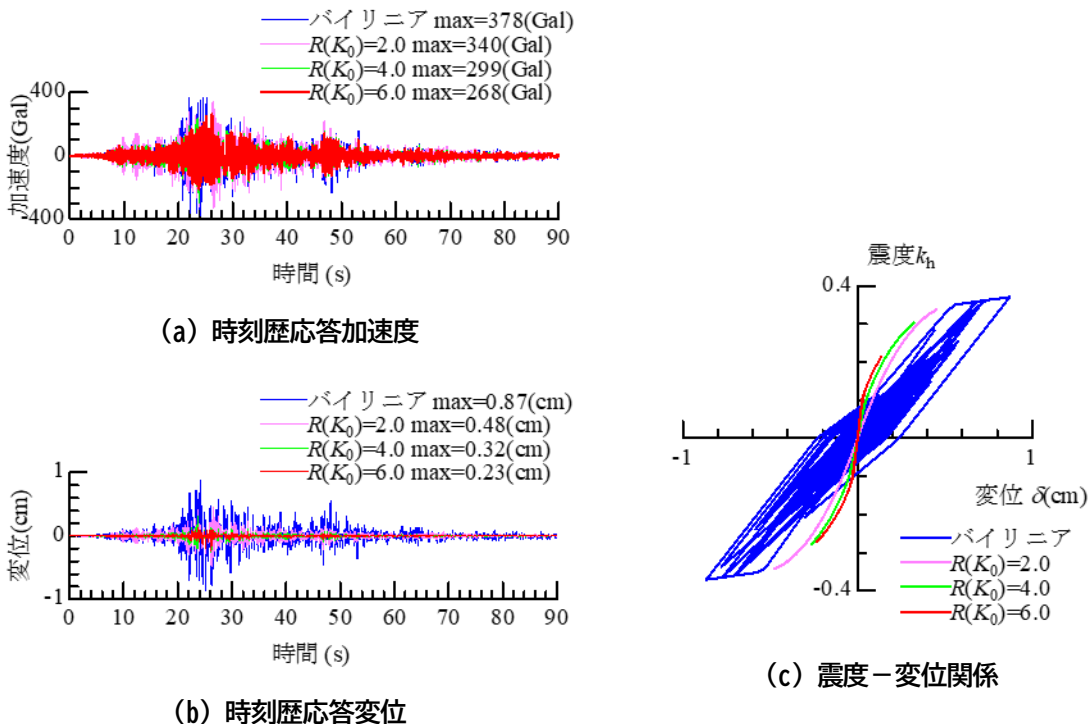 バイリニア max=378(Gal)
R(K₀)=2.0 max=340(Gal)
R(K₀)=4.0 max=299(Gal)
R(K₀)=6.0 max=268(Gal)
加速度(Gal)
400
0
-400
0 10 20 30 40 50 60 70 80 90
時間 (s)
(a) 時刻歴応答加速度
バイリニア max=0.87(cm)
R(K₀)=2.0 max=0.48(cm)
R(K₀)=4.0 max=0.32(cm)
R(K₀)=6.0 max=0.23(cm)
変位(cm)
1
0
-1
0 10 20 30 40 50 60 70 80 90
時間 (s)
(b) 時刻歴応答変位
震度kₕ
0.4
-1 1
変位 δ(cm)
-0.4
バイリニア
R(K₀)=2.0
R(K₀)=4.0
R(K₀)=6.0
(c) 震度－変位関係